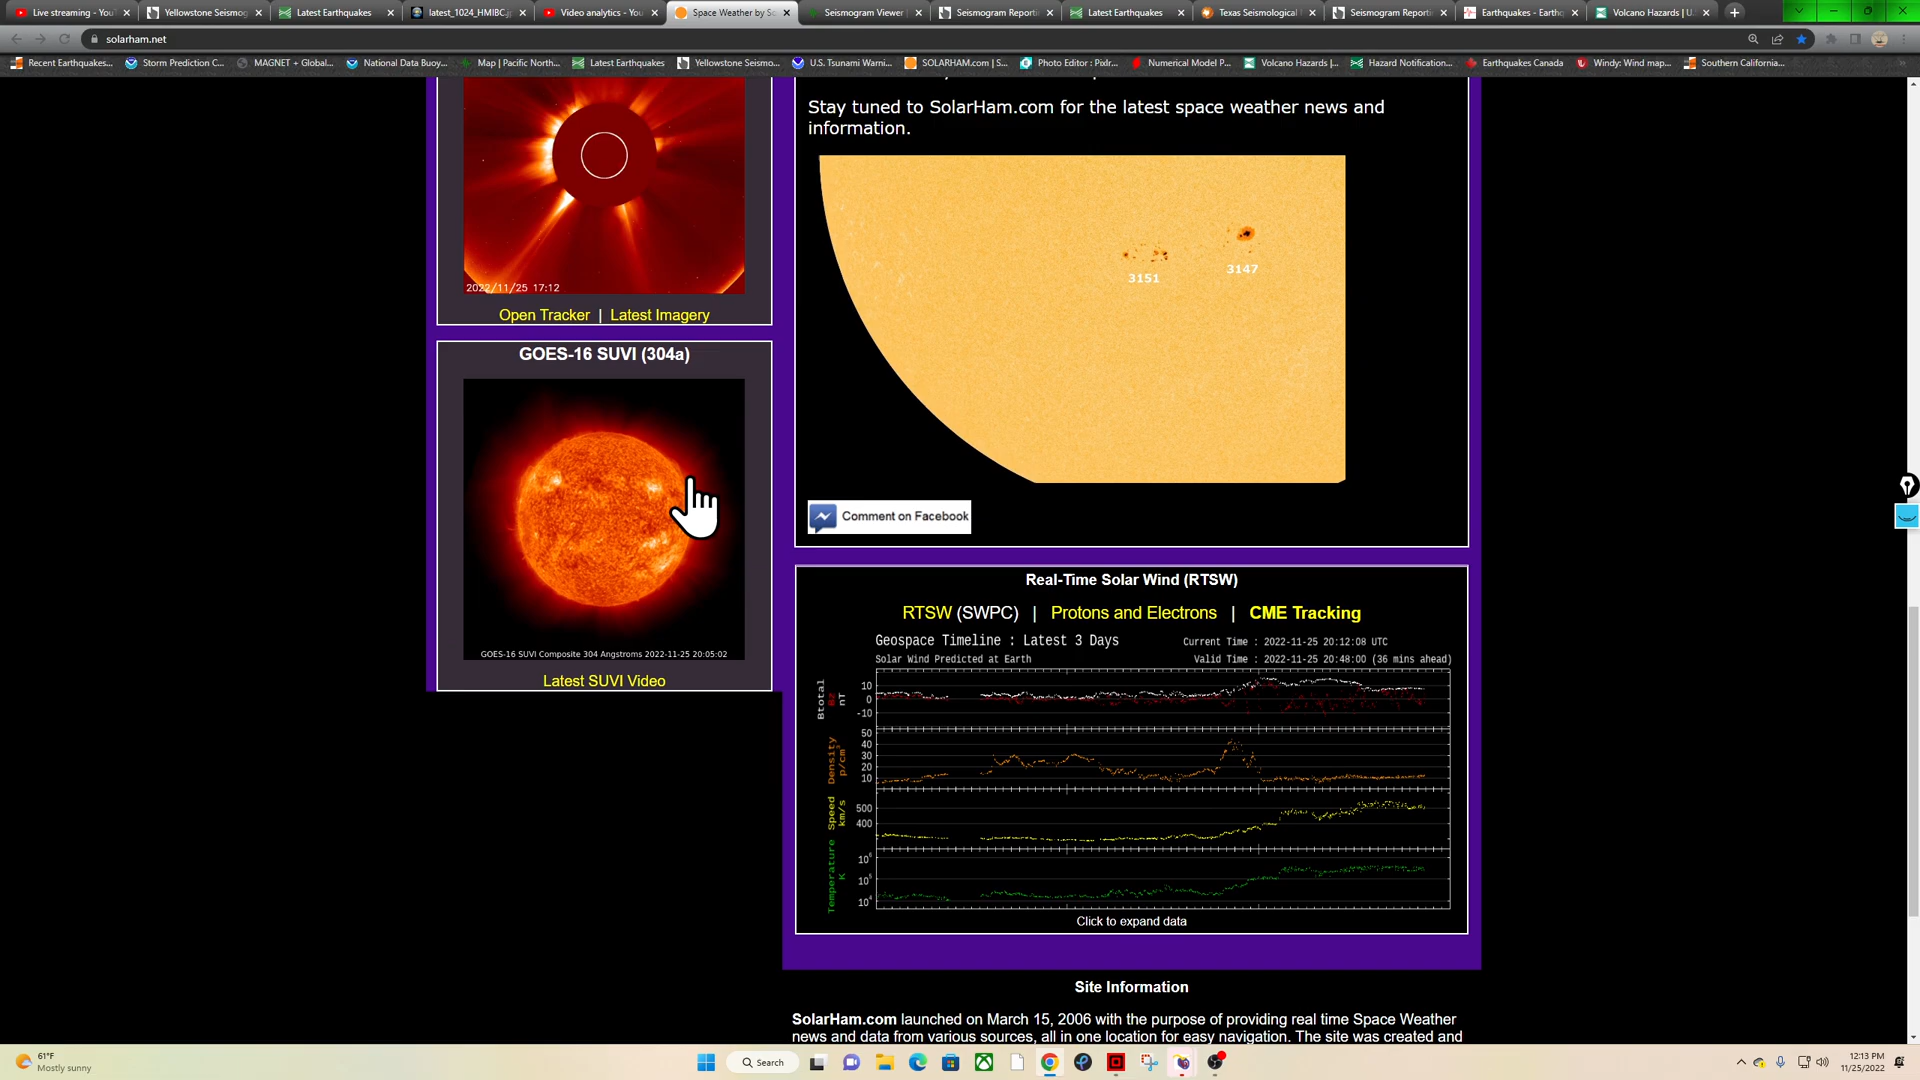 Live streaming - YouT
Yellowstone Seismog
Latest Earthquakes
latest_1024_HMIBC.jp
Video analytics - You
Space Weather by So
Seismogram Viewer
Seismogram Reporti
Latest Earthquakes
Texas Seismological
Seismogram Reporti
Earthquakes - Earthq
Volcano Hazards | U.
solarham.net
Recent Earthquakes...
Storm Prediction C...
MAGNET + Global...
National Data Buoy...
Map | Pacific North...
Latest Earthquakes
Yellowstone Seismo...
U.S. Tsunami Warni...
SOLARHAM.com | S...
Photo Editor : Pixlr...
Numerical Model P...
Volcano Hazards |...
Hazard Notification...
Earthquakes Canada
Windy: Wind map...
Southern California...
2022/11/25 17:12
Open Tracker | Latest Imagery
GOES-16 SUVI (304a)
GOES-16 SUVI Composite 304 Angstroms 2022-11-25 20:05:02
Latest SUVI Video
Stay tuned to SolarHam.com for the latest space weather news and
information.
3151
3147
Comment on Facebook
Real-Time Solar Wind (RTSW)
RTSW (SWPC) | Protons and Electrons | CME Tracking
Geospace Timeline : Latest 3 Days
Current Time : 2022-11-25 20:12:08 UTC
Solar Wind Predicted at Earth
Valid Time : 2022-11-25 20:48:00 (36 mins ahead)
Btotal
Bz
nT
10
0
-10
Density
p/cm³
50
40
30
20
10
Speed
km/s
500
400
Temperature
K
10⁶
10⁵
10⁴
Click to expand data
Site Information
SolarHam.com launched on March 15, 2006 with the purpose of providing real time Space Weather
news and data from various sources, all in one location for easy navigation. The site was created and
61°F
Mostly sunny
Search
12:13 PM
11/25/2022